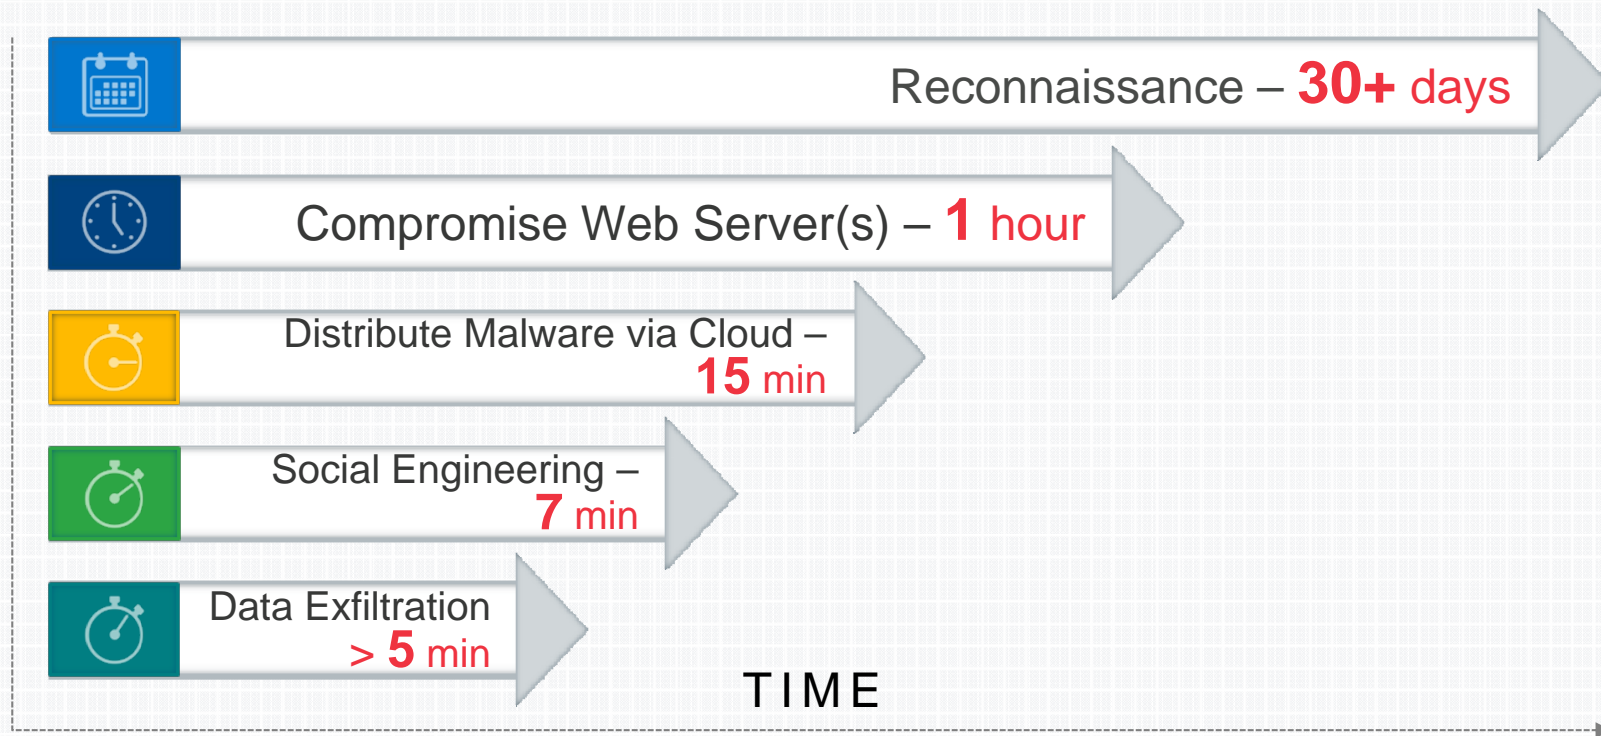 Reconnaissance – 30+ days
Compromise Web Server(s) – 1 hour
Distribute Malware via Cloud –
15 min
Social Engineering –
7 min
Data Exfiltration
> 5 min
TIME